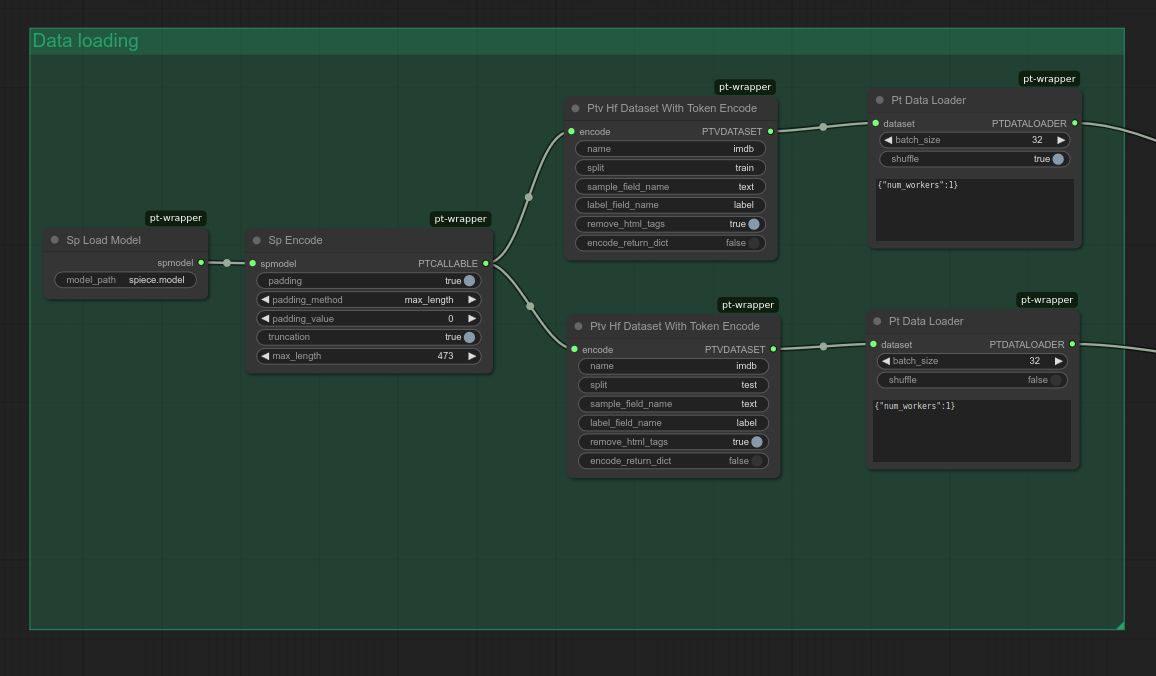 Data loading
pt-wrapper
Sp Load Model
spmodel
model_path spiece.model
pt-wrapper
Sp Encode
spmodel PTCALLABLE
padding true
padding_method max_length
padding_value 0
truncation true
max_length 473
pt-wrapper
Ptv Hf Dataset With Token Encode
encode PTVDATASET
name imdb
split train
sample_field_name text
label_field_name label
remove_html_tags true
encode_return_dict false
pt-wrapper
Pt Data Loader
dataset PTDATALOADER
batch_size 32
shuffle true
{"num_workers":1}
pt-wrapper
Ptv Hf Dataset With Token Encode
encode PTVDATASET
name imdb
split test
sample_field_name text
label_field_name label
remove_html_tags true
encode_return_dict false
pt-wrapper
Pt Data Loader
dataset PTDATALOADER
batch_size 32
shuffle false
{"num_workers":1}